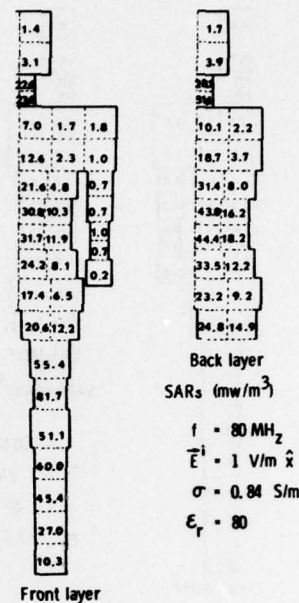 1.4
3.1
7.0 1.7 1.8
12.6 2.3 1.0
21.6 4.8 0.7
30.8 10.3 0.7
31.7 11.9 1.0
0.7
24.2 8.1 0.2
17.4 6.5
20.6 12.2
55.4
81.7
51.1
60.0
45.4
27.0
10.3
Front layer
1.7
3.9
10.1 2.2
18.7 3.7
31.4 8.0
43.8 16.2
44.4 18.2
33.5 12.2
23.2 9.2
24.8 14.9
Back layer
SARs (mw/m³)
f = 80 MHz
E⃗ⁱ = 1 V/m x̂
σ = 0.84 S/m
εr = 80